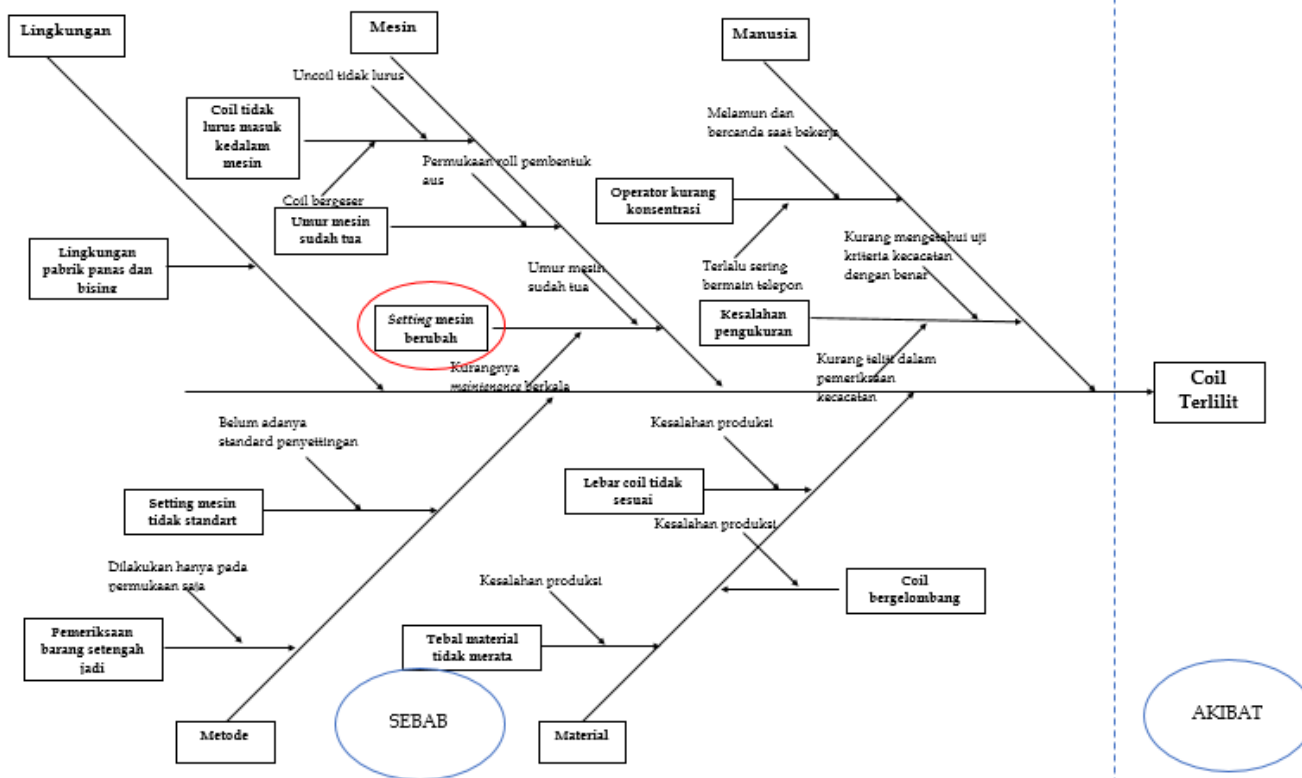 Lingkungan
Mesin
Manusia
Uncoil tidak lurus
Coil tidak
lurus masuk
kedalam
mesin
Melamun dan
bercanda saat bekerja
Permukaan roll pembentuk
aus
Operator kurang
konsentrasi
Coil bergeser
Umur mesin
sudah tua
Kurang mengetahui uji
kriteria kecacatan
dengan benar
Lingkungan
pabrik panas dan
bising
Umur mesin
sudah tua
Terlalu sering
bermain telepon
Setting mesin
berubah
Kesalahan
pengukuran
Kurangnya
maintenance berkala
Kurang teliti dalam
pemeriksaan
kecacatan
Coil
Terlilit
Belum adanya
standard penyettingan
Kesalahan produksi
Setting mesin
tidak standart
Lebar coil tidak
sesuai
Kesalahan produksi
Dilakukan hanya pada
permukaan saja
Kesalahan produksi
Coil
bergelombang
Pemeriksaan
barang setengah
jadi
Tebal material
tidak merata
SEBAB
AKIBAT
Metode
Material